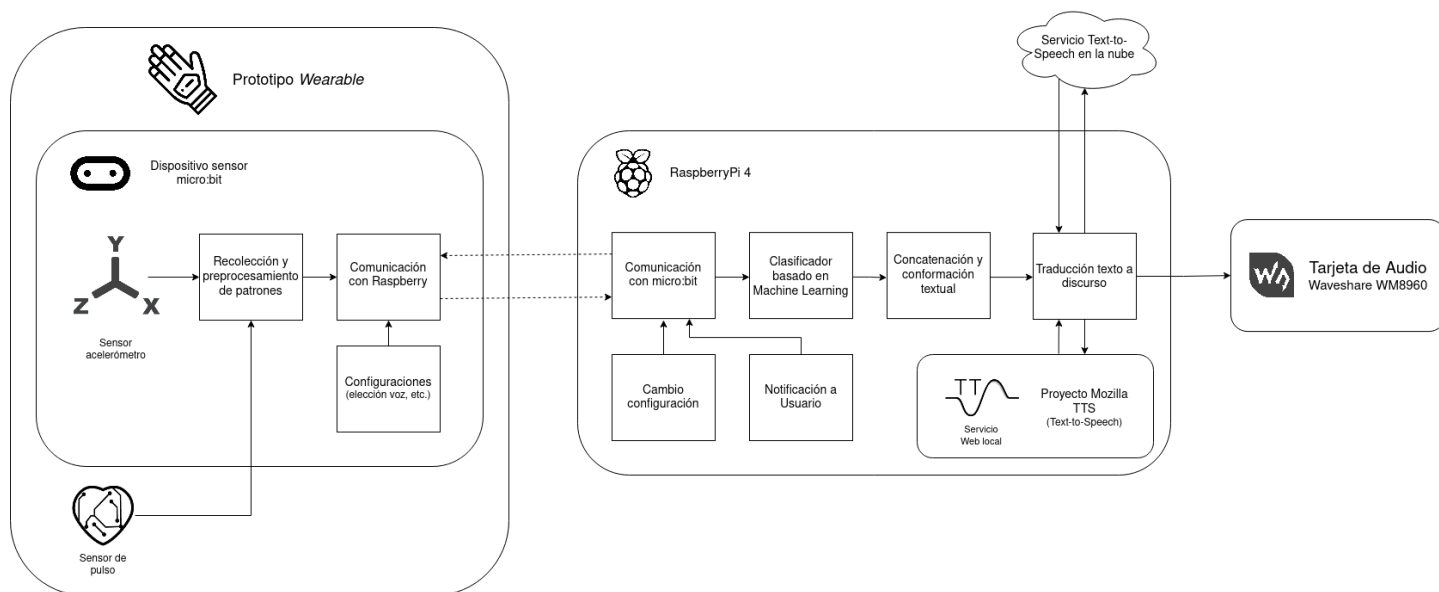 Prototipo Wearable
Dispositivo sensor
micro:bit
Y
Z
X
Sensor
acelerómetro
Recolección y
preprocesamiento
de patrones
Comunicación
con Raspberry
Configuraciones
(elección voz, etc.)
Sensor de
pulso
RaspberryPi 4
Comunicación
con micro:bit
Clasificador
basado en
Machine Learning
Concatenación y
conformación
textual
Traducción texto a
discurso
Cambio
configuración
Notificación a
Usuario
TT
Servicio
Web local
Proyecto Mozilla
TTS
(Text-to-Speech)
Servicio Text-to-
Speech en la nube
Tarjeta de Audio
Waveshare WM8960